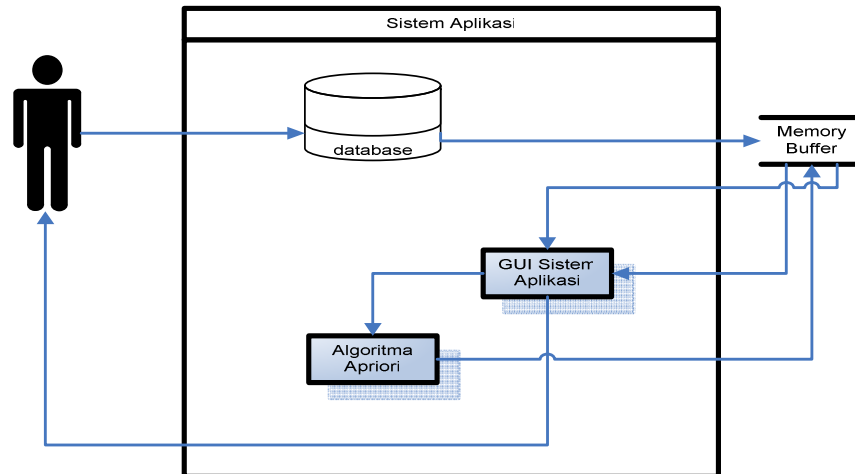 Sistem Aplikasi
database
Memory
Buffer
GUI Sistem
Aplikasi
Algoritma
Apriori